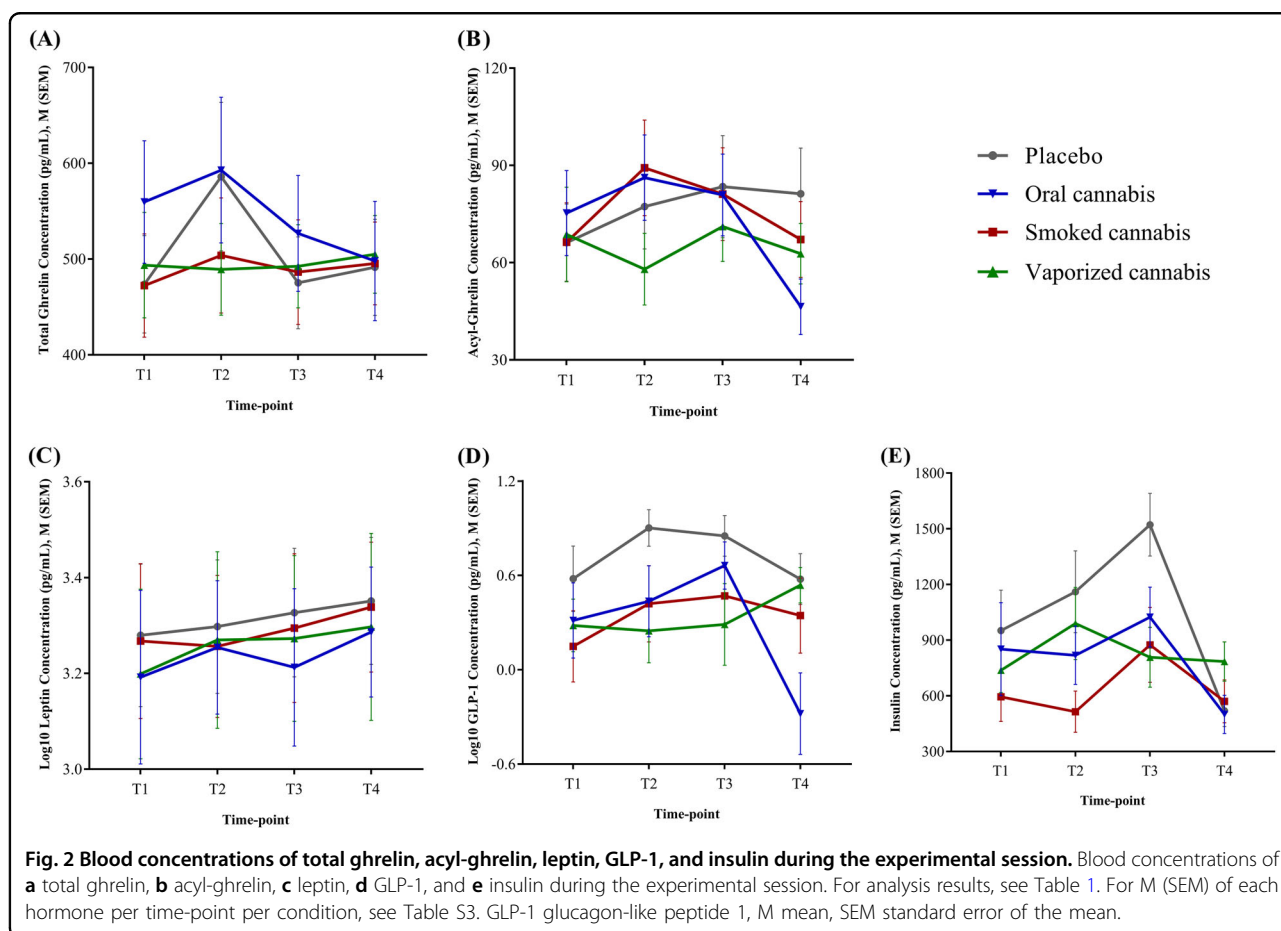 (A)
700
600
500
400
Total Ghrelin Concentration (pg/mL), M (SEM)
T1 T2 T3 T4
Time-point
(B)
120
90
60
30
Acyl-Ghrelin Concentration (pg/mL), M (SEM)
T1 T2 T3 T4
Time-point
Placebo
Oral cannabis
Smoked cannabis
Vaporized cannabis
(C)
3.6
3.4
3.2
3.0
Log10 Leptin Concentration (pg/mL), M (SEM)
T1 T2 T3 T4
Time-point
(D)
1.2
0.6
0.0
-0.6
Log10 GLP-1 Concentration (pg/mL), M (SEM)
T1 T2 T3 T4
Time-point
(E)
1800
1500
1200
900
600
300
Insulin Concentration (pg/mL), M (SEM)
T1 T2 T3 T4
Time-point
Fig. 2 Blood concentrations of total ghrelin, acyl-ghrelin, leptin, GLP-1, and insulin during the experimental session. Blood concentrations of
a total ghrelin, b acyl-ghrelin, c leptin, d GLP-1, and e insulin during the experimental session. For analysis results, see Table 1. For M (SEM) of each
hormone per time-point per condition, see Table S3. GLP-1 glucagon-like peptide 1, M mean, SEM standard error of the mean.